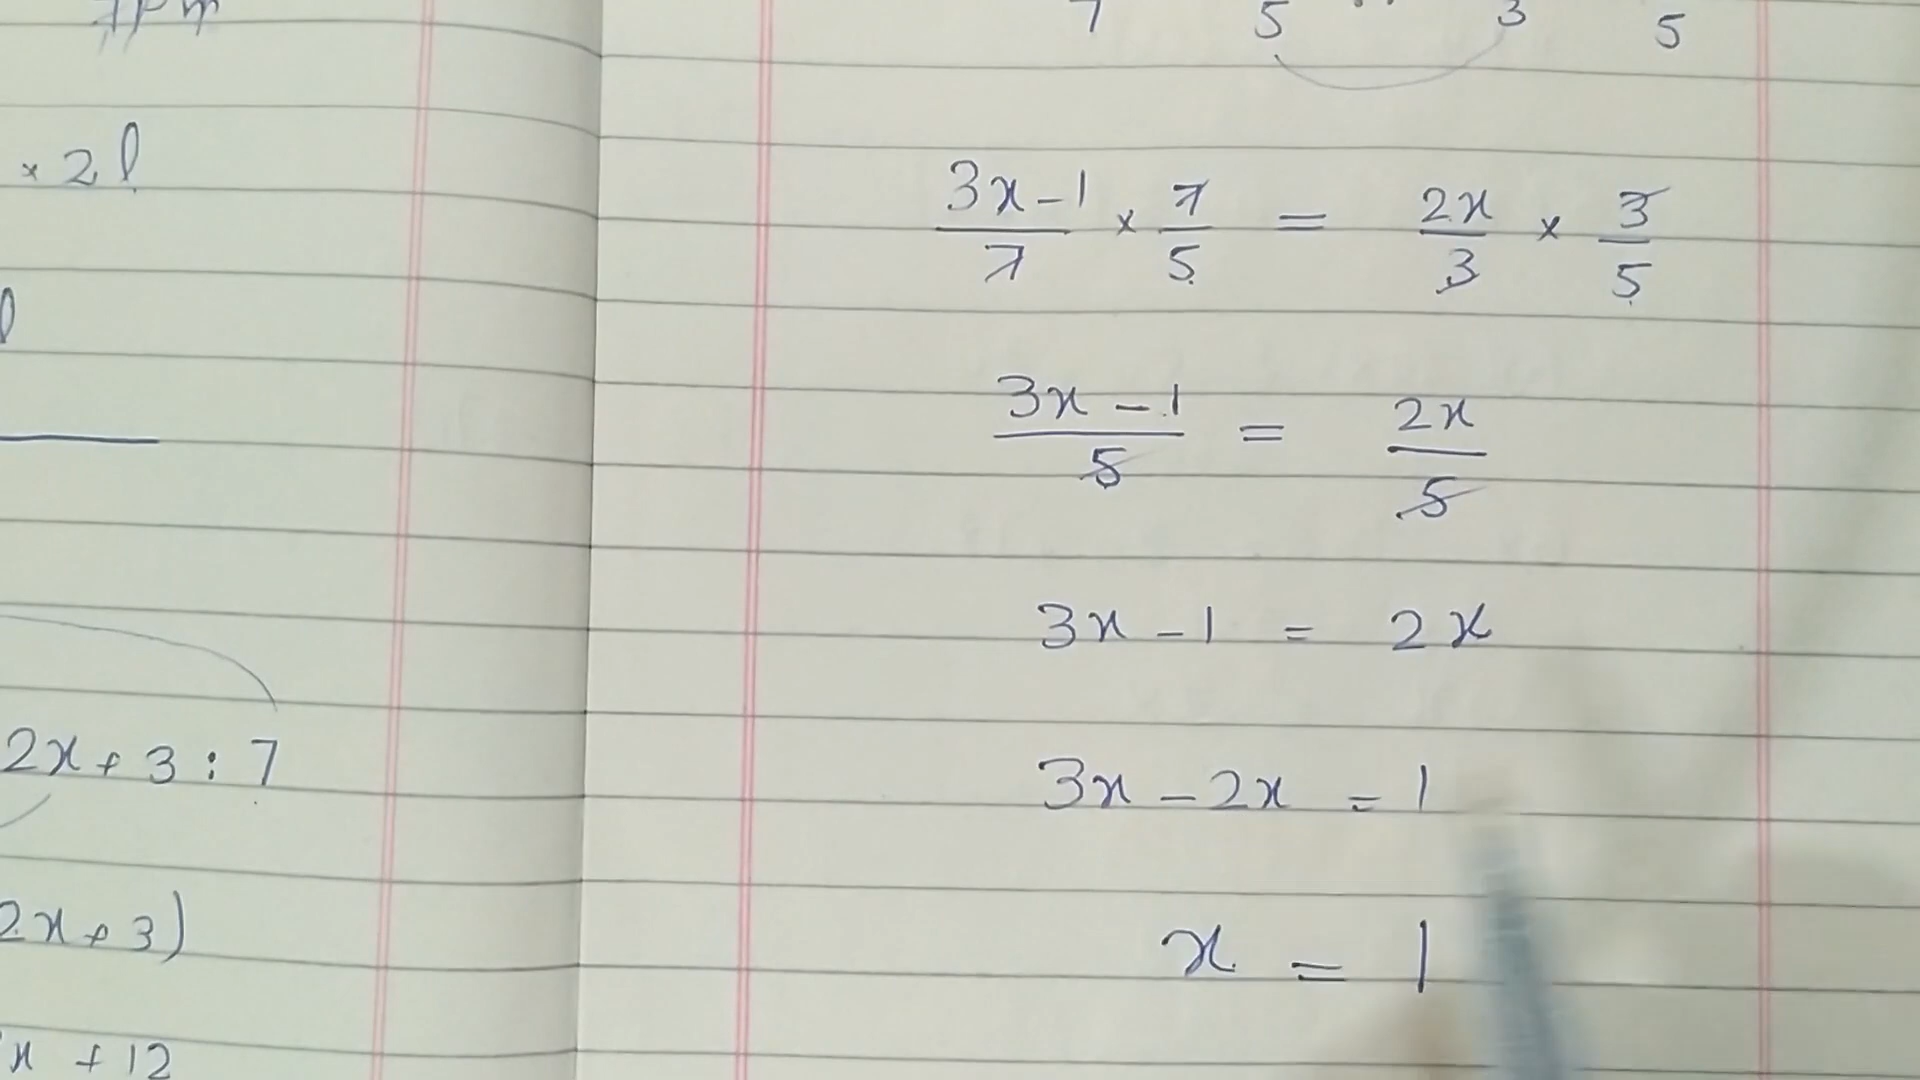 × 2 l
2x + 3 : 7
2x + 3)
x + 12
7 5 3 5
(3x - 1)/7 × 7/5 = 2x/3 × 3/5
(3x - 1)/5 = 2x/5
3x - 1 = 2x
3x - 2x = 1
x = 1